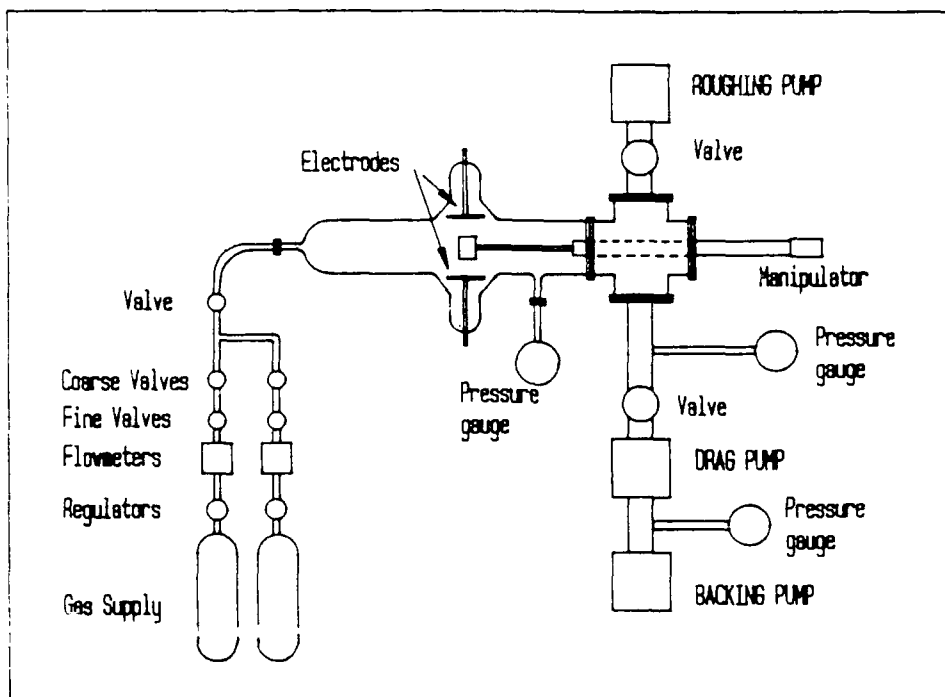 ROUGHING PUMP
Valve
Electrodes
Manipulator
Valve
Pressure
gauge
Coarse Valves
Pressure
gauge
Fine Valves
Valve
Flowmeters
DRAG PUMP
Regulators
Pressure
gauge
Gas Supply
BACKING PUMP